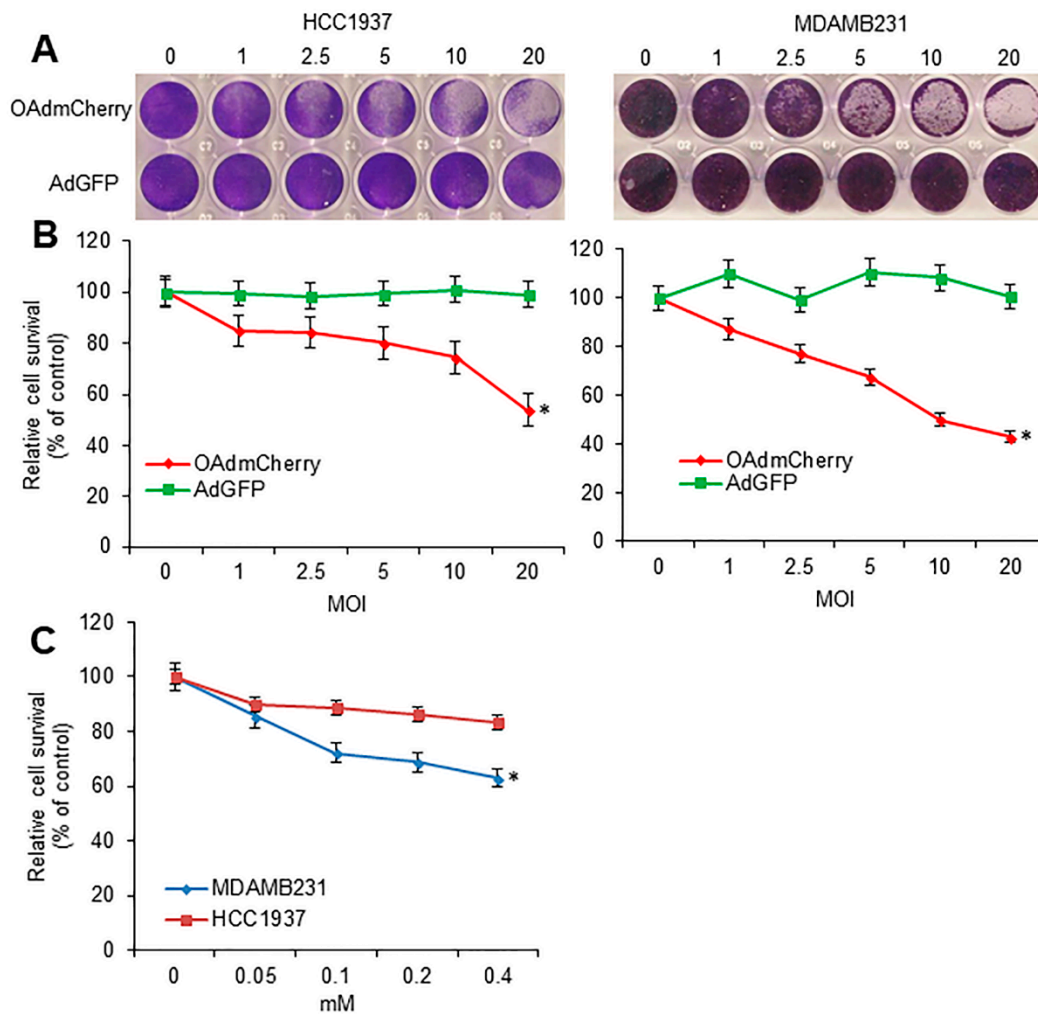 A
HCC1937
0 1 2.5 5 10 20
MDAMB231
0 1 2.5 5 10 20
OAdmCherry
AdGFP
B
Relative cell survival
(% of control)
120
100
80
60
40
20
0
*
OAdmCherry
AdGFP
0 1 2.5 5 10 20
MOI
120
100
80
60
40
20
0
*
OAdmCherry
AdGFP
0 1 2.5 5 10 20
MOI
C
Relative cell survival
(% of control)
120
100
80
60
40
20
0
*
MDAMB231
HCC1937
0 0.05 0.1 0.2 0.4
mM